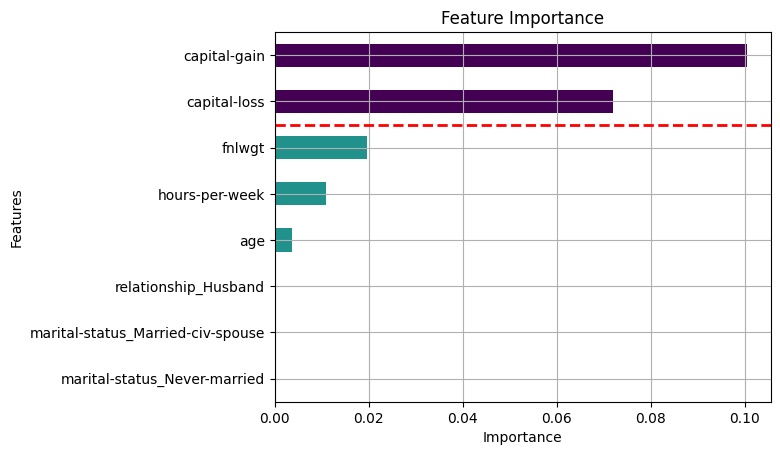 Feature Importance
Features
capital-gain
capital-loss
fnlwgt
hours-per-week
age
relationship_Husband
marital-status_Married-civ-spouse
marital-status_Never-married
0.00 0.02 0.04 0.06 0.08 0.10
Importance